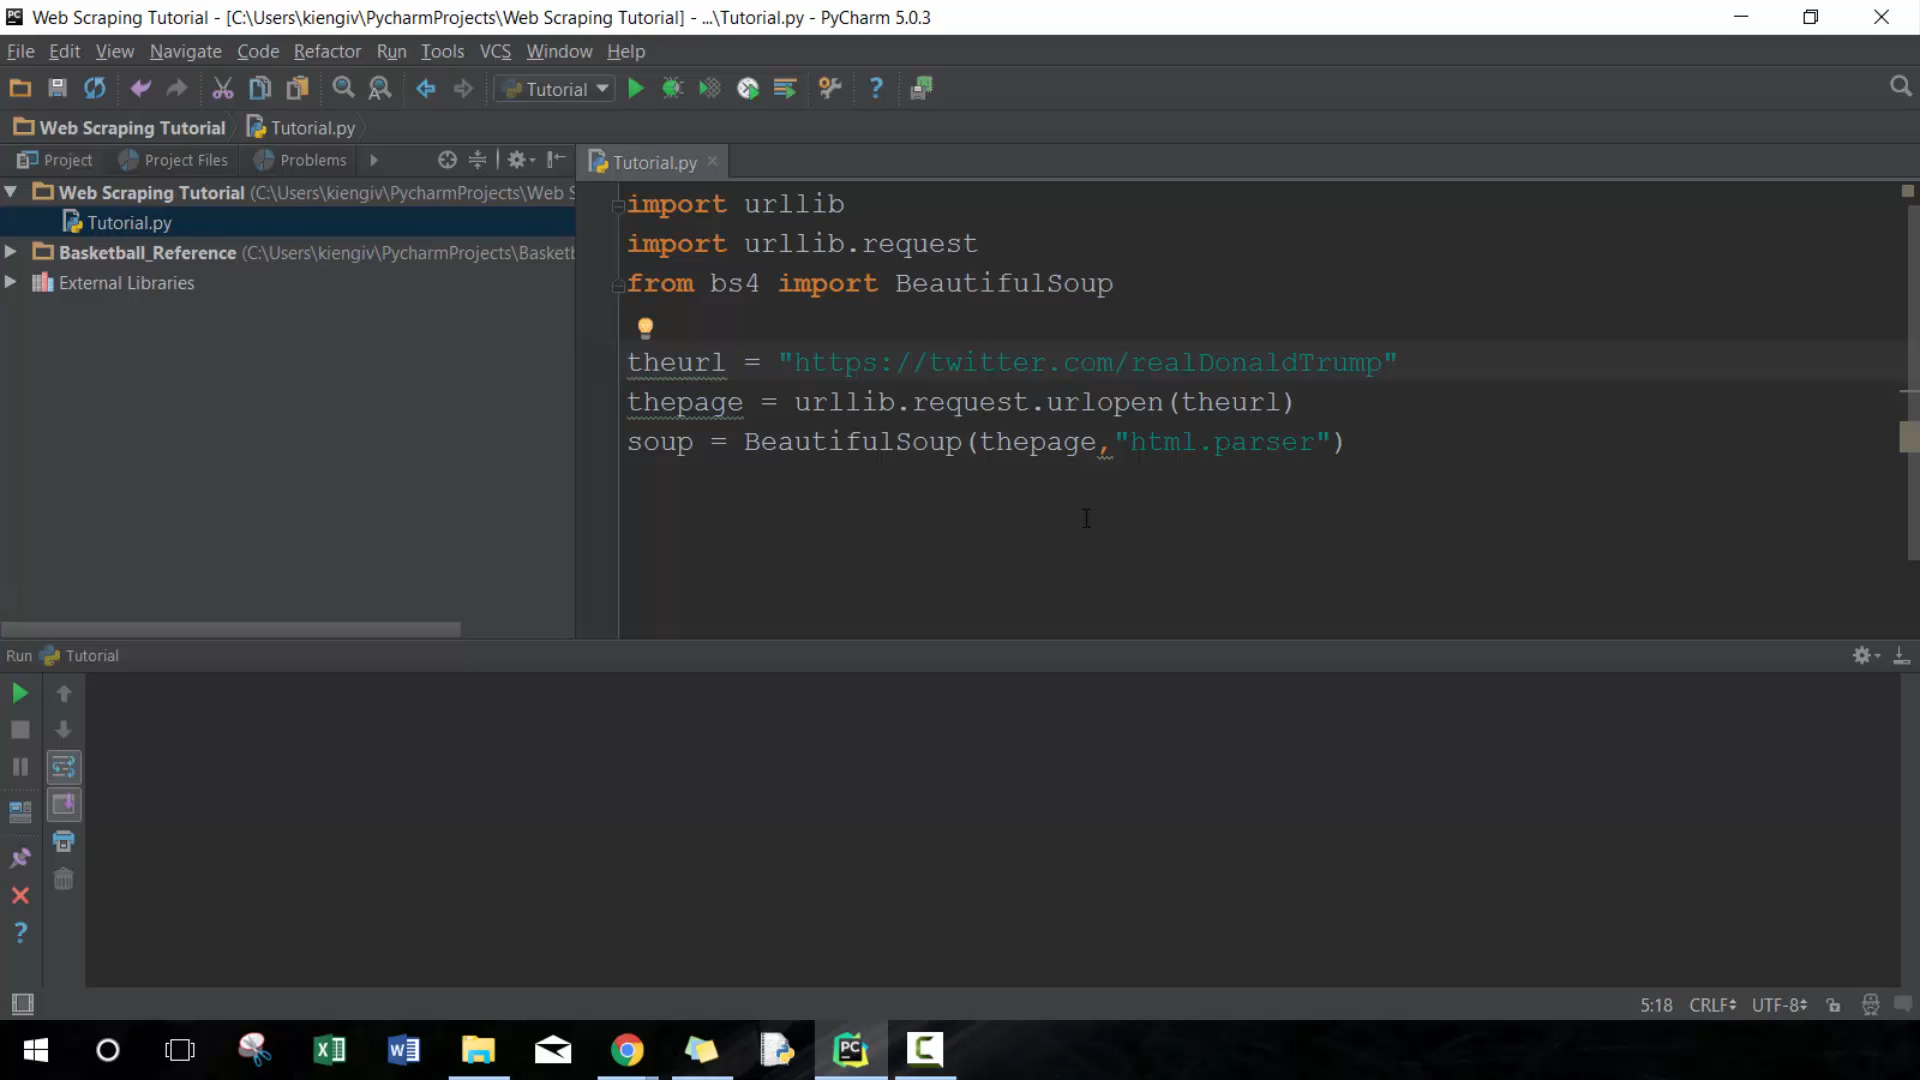 Web Scraping Tutorial - [C:\Users\kiengiv\PycharmProjects\Web Scraping Tutorial] - ...\Tutorial.py - PyCharm 5.0.3
File Edit View Navigate Code Refactor Run Tools VCS Window Help
Tutorial
Web Scraping Tutorial Tutorial.py
Project Project Files Problems
Tutorial.py
Web Scraping Tutorial (C:\Users\kiengiv\PycharmProjects\Web S
Tutorial.py
Basketball_Reference (C:\Users\kiengiv\PycharmProjects\Basketb
External Libraries
import urllib
import urllib.request
from bs4 import BeautifulSoup
theurl = "https://twitter.com/realDonaldTrump"
thepage = urllib.request.urlopen(theurl)
soup = BeautifulSoup(thepage,"html.parser")
Run Tutorial
5:18 CRLF UTF-8